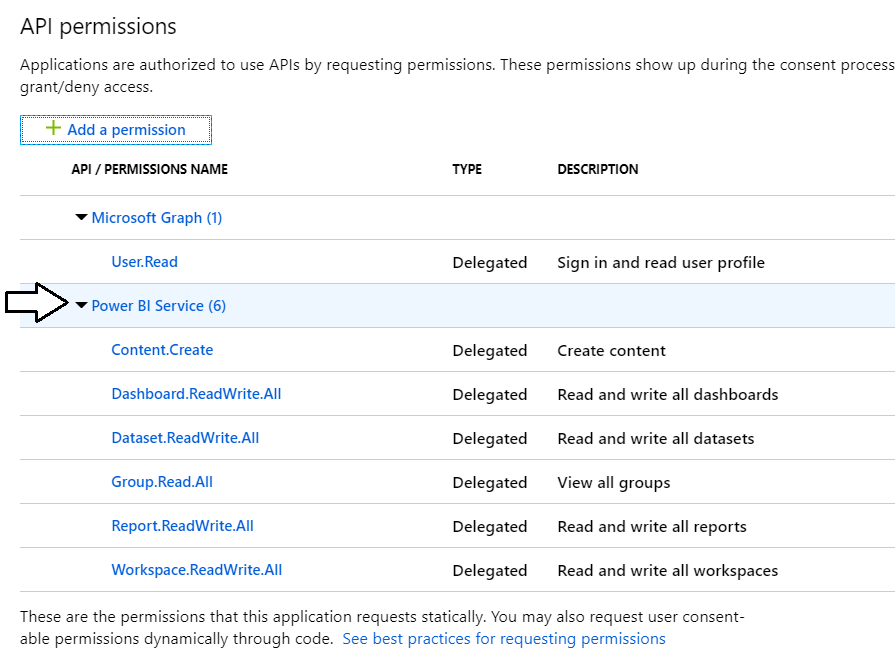 API permissions
Applications are authorized to use APIs by requesting permissions. These permissions show up during the consent process
grant/deny access.
Add a permission
API / PERMISSIONS NAME TYPE DESCRIPTION
Microsoft Graph (1)
User.Read Delegated Sign in and read user profile
Power BI Service (6)
Content.Create Delegated Create content
Dashboard.ReadWrite.All Delegated Read and write all dashboards
Dataset.ReadWrite.All Delegated Read and write all datasets
Group.Read.All Delegated View all groups
Report.ReadWrite.All Delegated Read and write all reports
Workspace.ReadWrite.All Delegated Read and write all workspaces
These are the permissions that this application requests statically. You may also request user consent-
able permissions dynamically through code. See best practices for requesting permissions